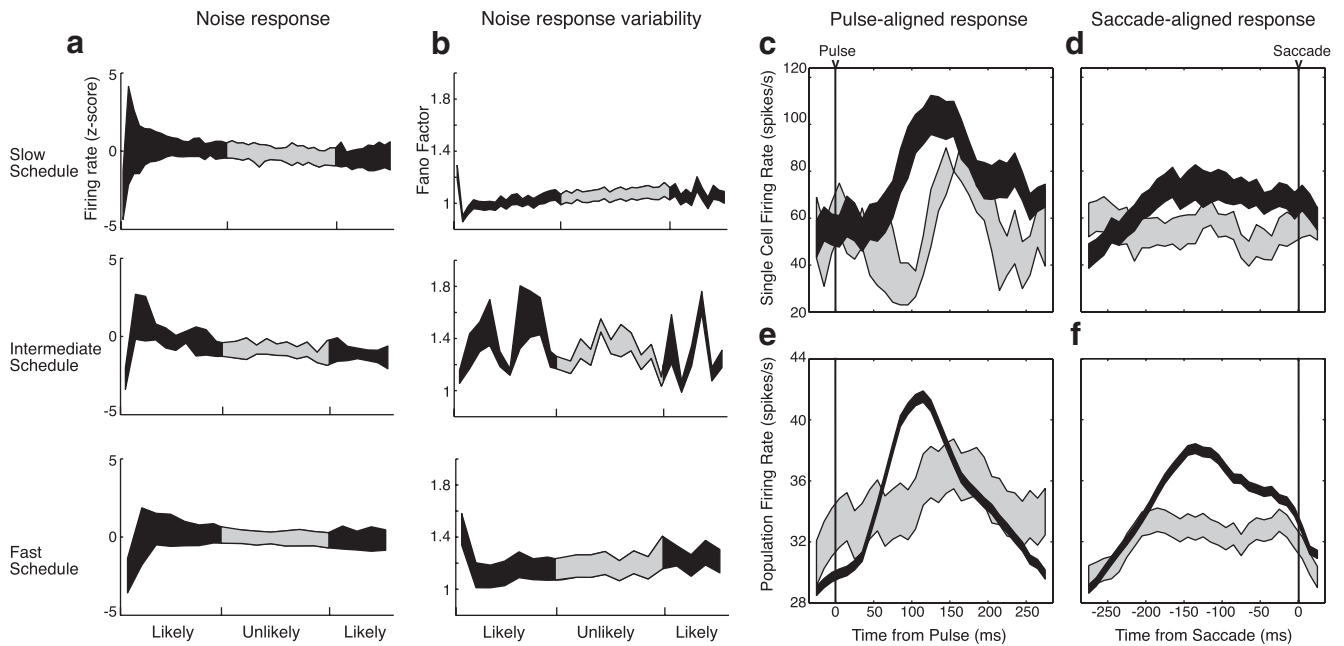 Noise response
Noise response variability
Pulse-aligned response
Saccade-aligned response
a
b
c
d
Pulse
Saccade
Slow
Schedule
Firing rate (z-score)
5
0
-5
Fano Factor
1.8
1.4
1
Single Cell Firing Rate (spikes/s)
120
100
80
60
40
20
Intermediate
Schedule
5
0
-5
1.8
1.4
1
e
f
Population Firing Rate (spikes/s)
44
40
36
32
28
Fast
Schedule
5
0
-5
1.8
1.4
1
Likely Unlikely Likely
Likely Unlikely Likely
0 50 100 150 200 250
Time from Pulse (ms)
-250 -200 -150 -100 -50 0
Time from Saccade (ms)